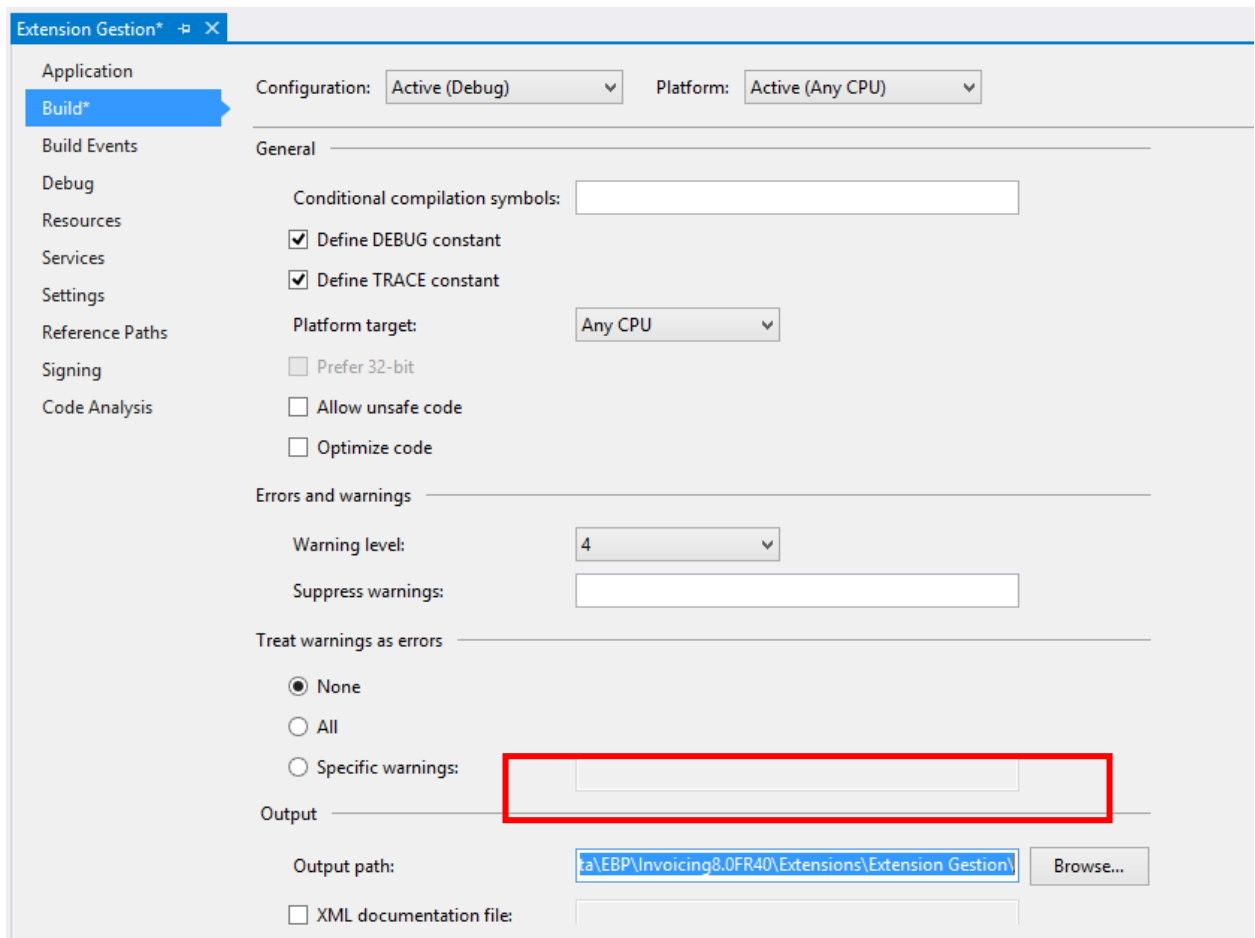 Extension Gestion*
Application
Build*
Build Events
Debug
Resources
Services
Settings
Reference Paths
Signing
Code Analysis
Configuration: Active (Debug) Platform: Active (Any CPU)
General
Conditional compilation symbols:
Define DEBUG constant
Define TRACE constant
Platform target: Any CPU
Prefer 32-bit
Allow unsafe code
Optimize code
Errors and warnings
Warning level: 4
Suppress warnings:
Treat warnings as errors
None
All
Specific warnings:
Output
Output path: ta\EBP\Invoicing8.0FR40\Extensions\Extension Gestion\ Browse...
XML documentation file: